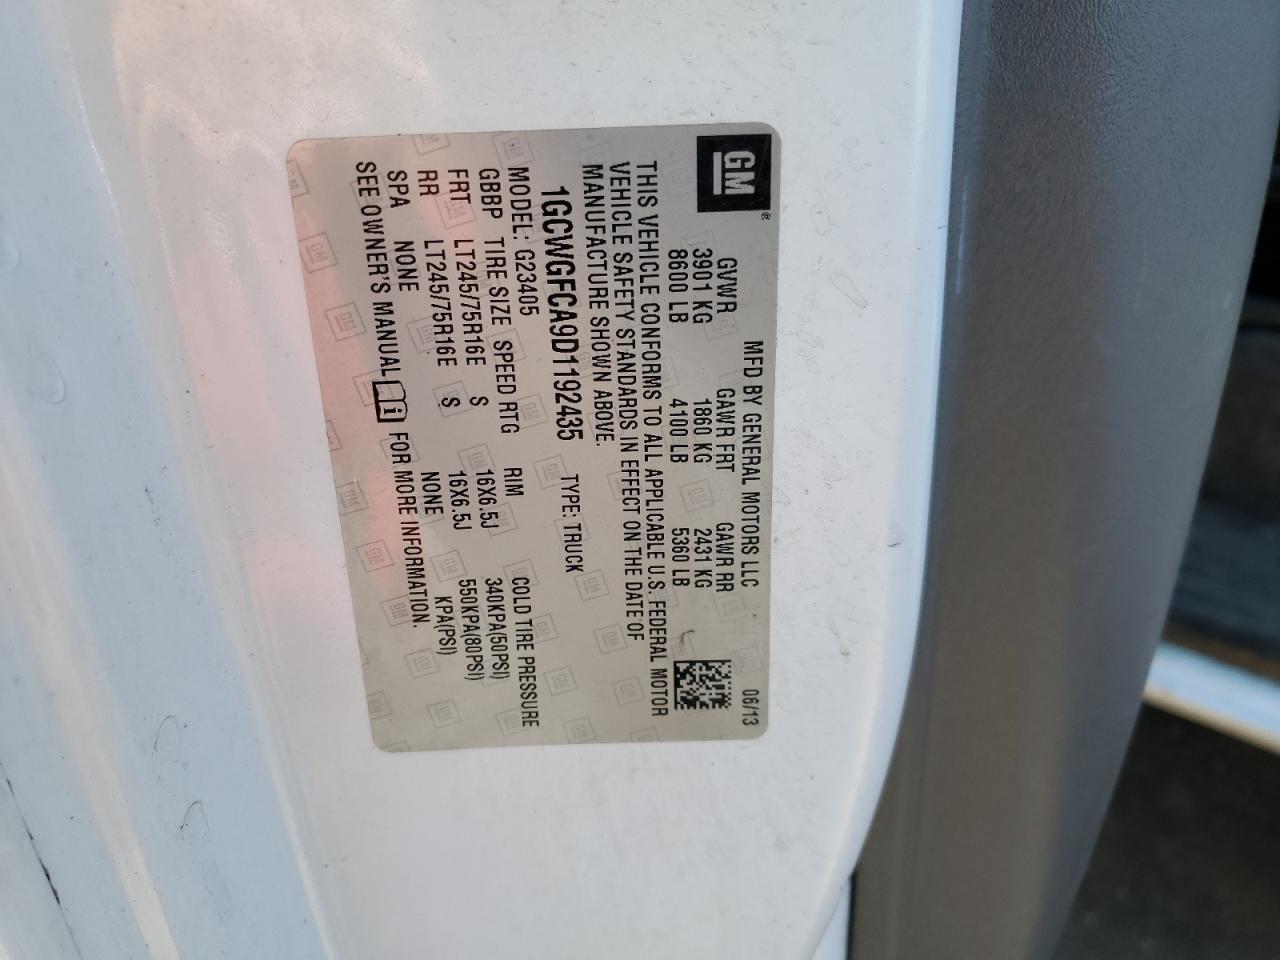 GM®
MFD BY GENERAL MOTORS LLC 06/13
GVWR GAWR FRT GAWR RR
3901 KG 1860 KG 2431 KG
8600 LB 4100 LB 5360 LB
THIS VEHICLE CONFORMS TO ALL APPLICABLE U.S. FEDERAL MOTOR
VEHICLE SAFETY STANDARDS IN EFFECT ON THE DATE OF
MANUFACTURE SHOWN ABOVE.
1GCWGFCA9D1192435 TYPE: TRUCK
MODEL: G23405
GBBP TIRE SIZE SPEED RTG RIM COLD TIRE PRESSURE
FRT LT245/75R16E S 16X6.5J 340KPA(50PSI)
RR LT245/75R16E S 16X6.5J 550KPA(80PSI)
SPA NONE NONE KPA(PSI)
SEE OWNER'S MANUAL i FOR MORE INFORMATION.